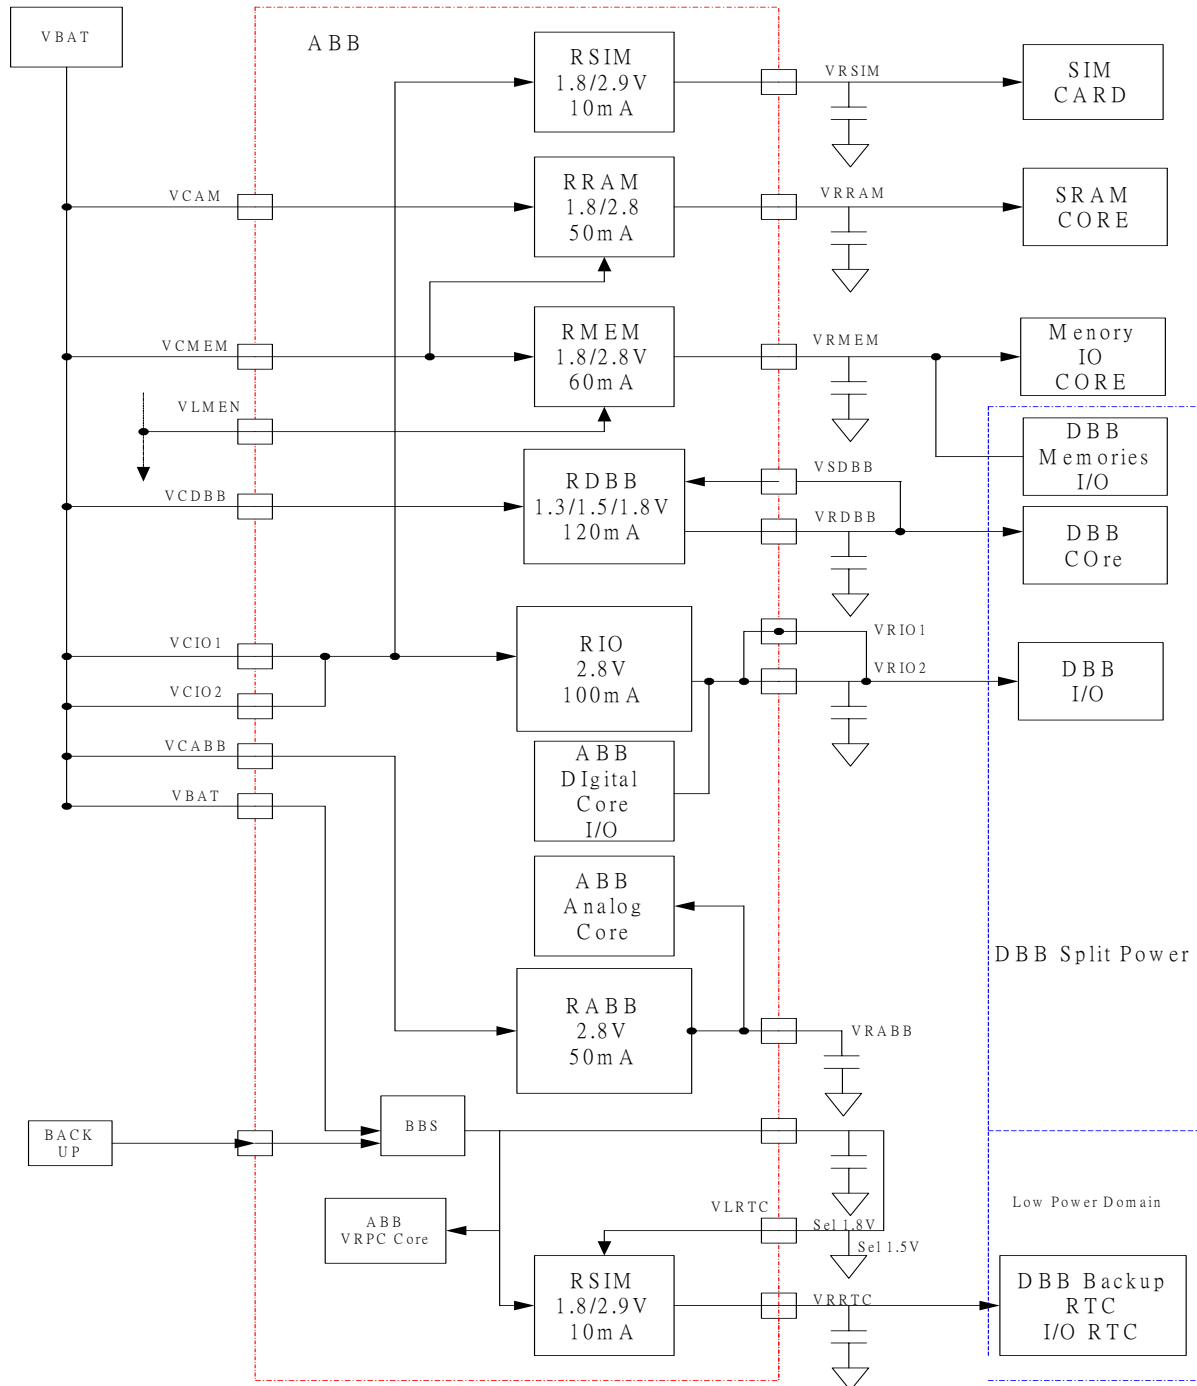 VBAT
ABB
RSIM
1.8/2.9V
10mA
VRSIM
SIM
CARD
VCAM
RRAM
1.8/2.8
50mA
VRRAM
SRAM
CORE
VCMEM
RMEM
1.8/2.8V
60mA
VRMEM
Menory
IO
CORE
VLMEN
DBB
Memories
I/O
VCDBB
RDBB
1.3/1.5/1.8V
120mA
VSDBB
VRDBB
DBB
COre
VCIO1
VCIO2
RIO
2.8V
100mA
VRIO1
VRIO2
DBB
I/O
VCABB
VBAT
ABB
DIgital
Core
I/O
ABB
Analog
Core
DBB Split Power
RABB
2.8V
50mA
VRABB
BACK
UP
BBS
ABB
VRPC Core
VLRTC
Sel 1.8V
Sel 1.5V
Low Power Domain
RSIM
1.8/2.9V
10mA
VRRTC
DBB Backup
RTC
I/O RTC